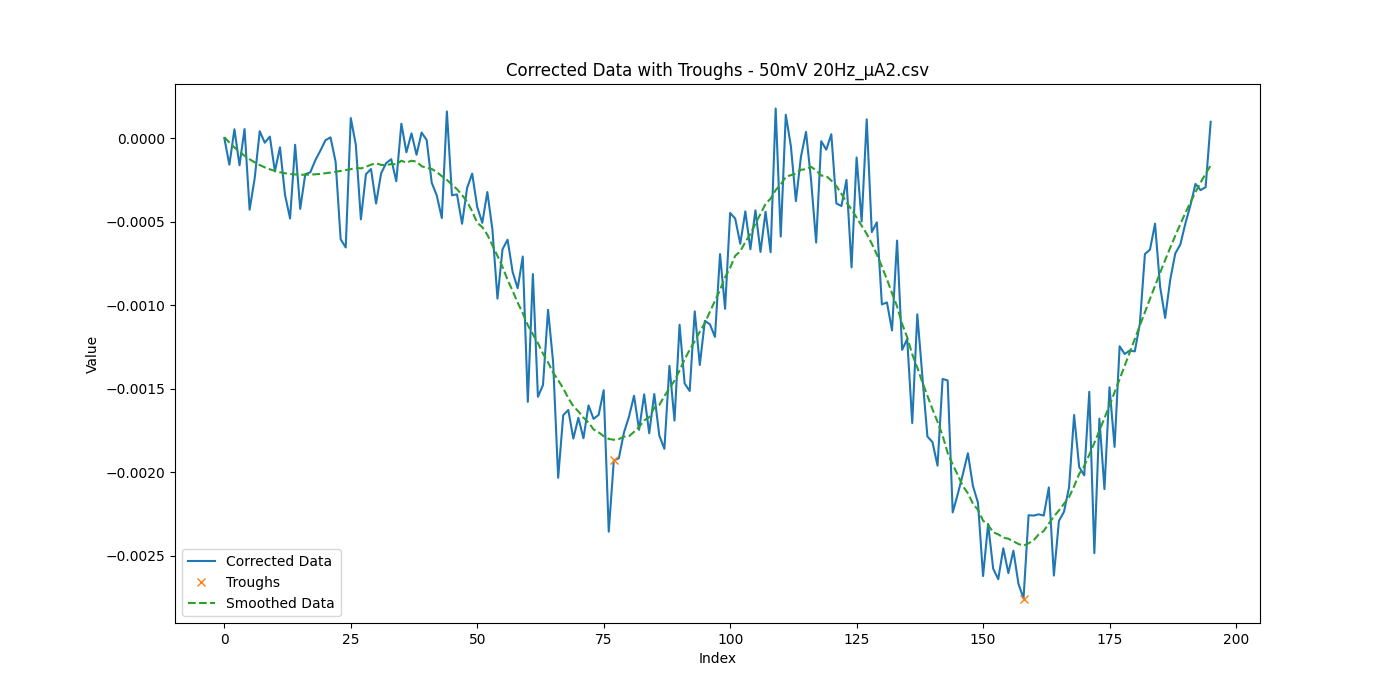 Corrected Data with Troughs - 50mV 20Hz_µA2.csv
Value
0.0000
−0.0005
−0.0010
−0.0015
−0.0020
−0.0025
Corrected Data
Troughs
Smoothed Data
0 25 50 75 100 125 150 175 200
Index